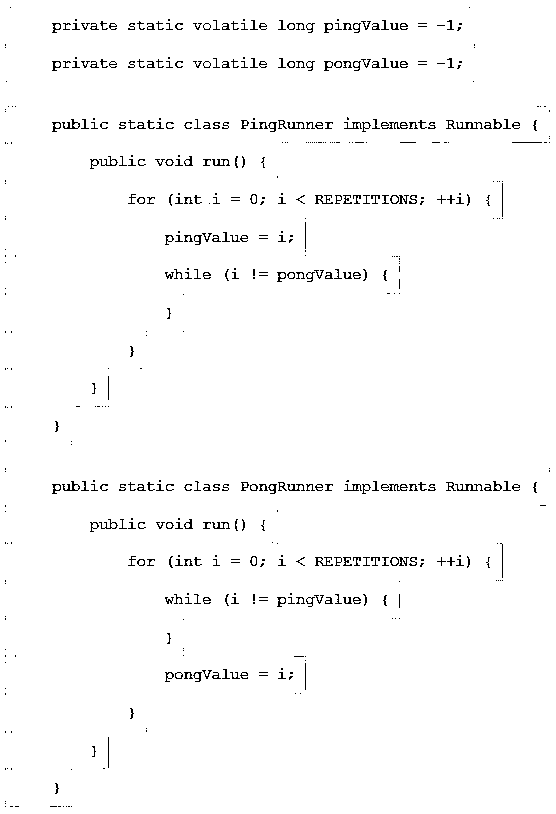 private static volatile long pingValue = -1;
private static volatile long pongValue = -1;
public static class PingRunner implements Runnable {
public void run() {
for (int i = 0; i < REPETITIONS; ++i) {
pingValue = i;
while (i != pongValue) {
}
}
}
}
public static class PongRunner implements Runnable {
public void run() {
for (int i = 0; i < REPETITIONS; ++i) {
while (i != pingValue) {
}
pongValue = i;
}
}
}